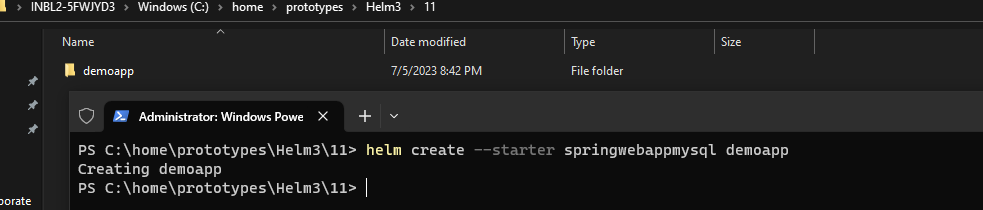 INBL2-5FWJYD3 > Windows (C:) > home > prototypes > Helm3 > 11
Name Date modified Type Size
demoapp 7/5/2023 8:42 PM File folder
Administrator: Windows Powe
PS C:\home\prototypes\Helm3\11> helm create --starter springwebappmysql demoapp
Creating demoapp
PS C:\home\prototypes\Helm3\11>
porate